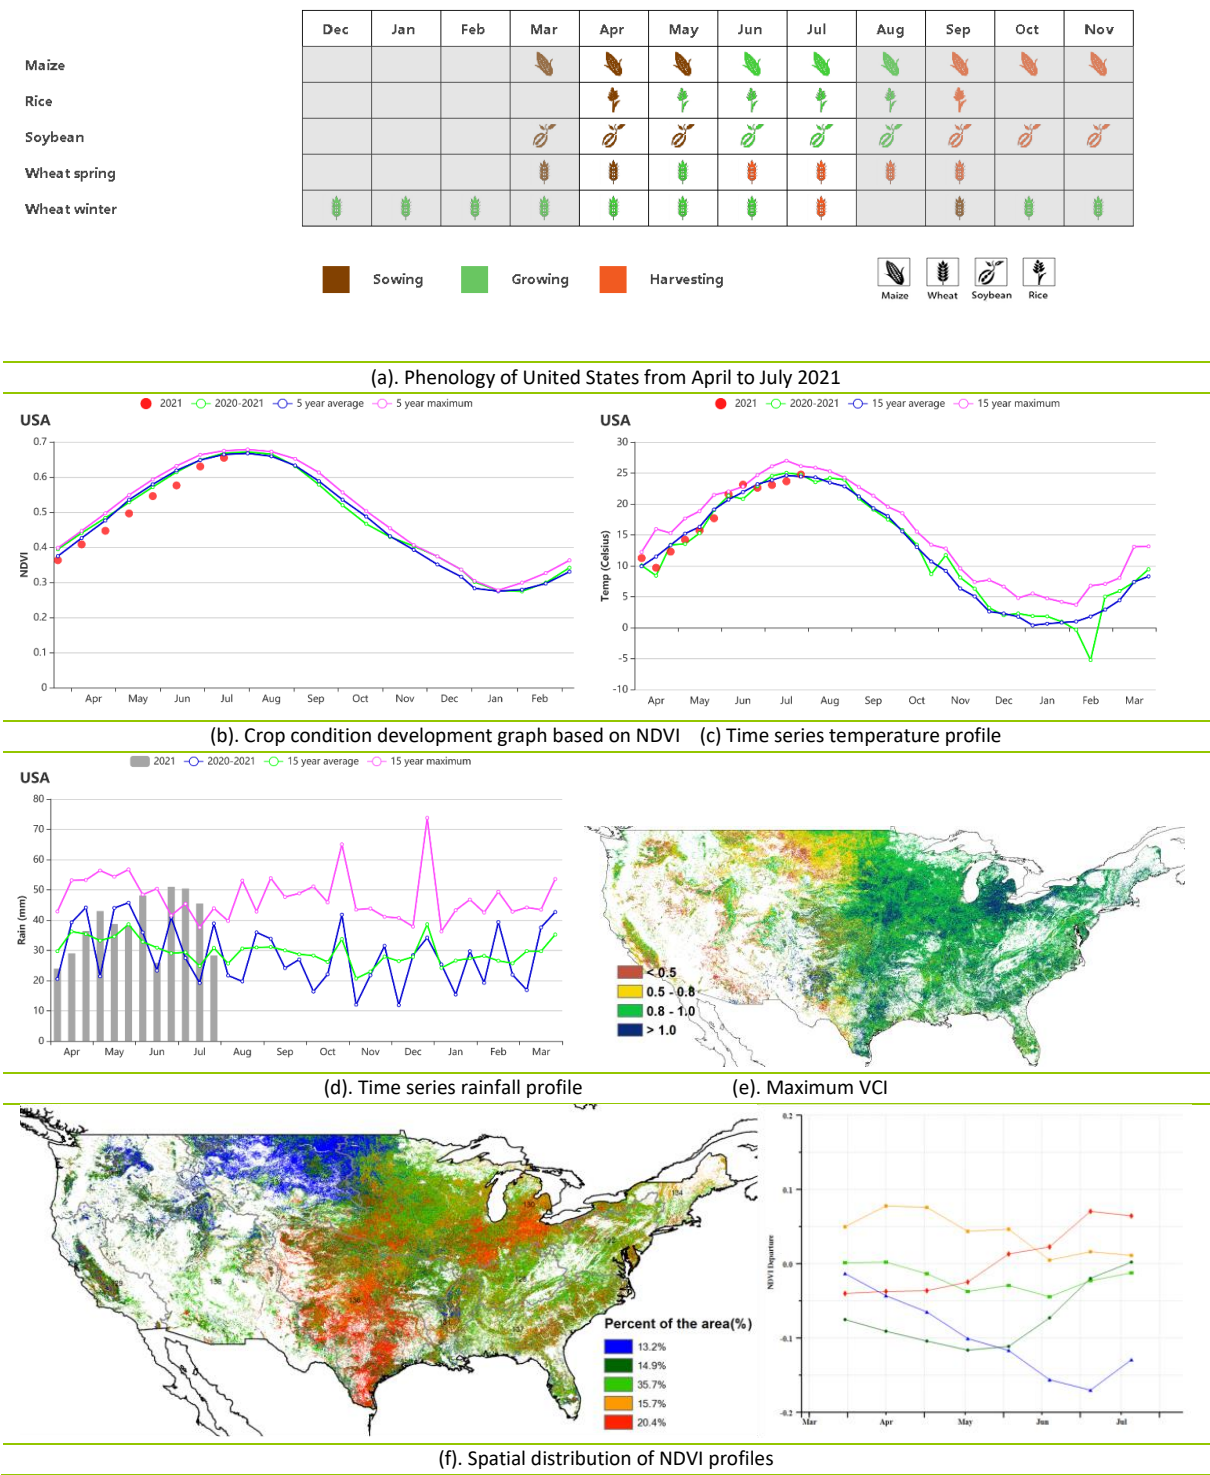 Dec Jan Feb Mar Apr May Jun Jul Aug Sep Oct Nov
Maize
Rice
Soybean
Wheat spring
Wheat winter
Sowing Growing Harvesting
Maize Wheat Soybean Rice
(a). Phenology of United States from April to July 2021
2021 2020-2021 5 year average 5 year maximum
USA
NDVI
0.7
0.6
0.5
0.4
0.3
0.2
0.1
0
Apr May Jun Jul Aug Sep Oct Nov Dec Jan Feb
2021 2020-2021 15 year average 15 year maximum
USA
Temp (Celsius)
30
25
20
15
10
5
0
-5
-10
Apr May Jun Jul Aug Sep Oct Nov Dec Jan Feb Mar
(b). Crop condition development graph based on NDVI (c) Time series temperature profile
2021 2020-2021 15 year average 15 year maximum
USA
Rain (mm)
80
70
60
50
40
30
20
10
0
Apr May Jun Jul Aug Sep Oct Nov Dec Jan Feb Mar
< 0.5
0.5 - 0.8
0.8 - 1.0
> 1.0
(d). Time series rainfall profile (e). Maximum VCI
Percent of the area(%)
13.2%
14.9%
35.7%
15.7%
20.4%
NDVI Departure
0.2
0.1
0.0
-0.1
-0.2
Mar Apr May Jun Jul
(f). Spatial distribution of NDVI profiles